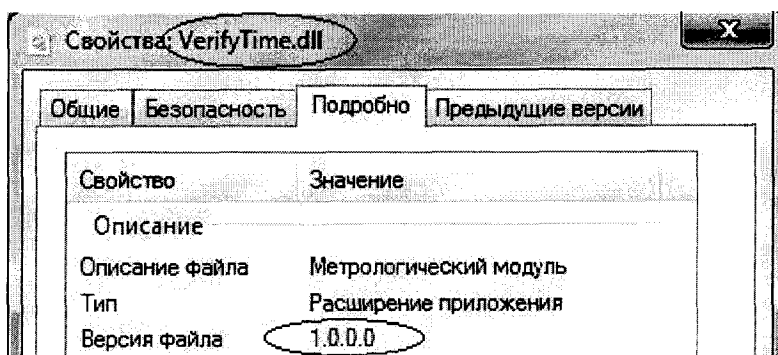 Свойства: VerifyTime.dll
Общие Безопасность Подробно Предыдущие версии
Свойство Значение
Описание
Описание файла Метрологический модуль
Тип Расширение приложения
Версия файла 1.0.0.0